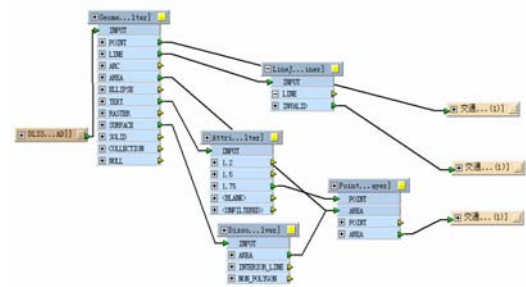 Geome...lter]
INPUT
POINT
LINE
ARC
AREA
ELLIPSE
TEXT
RASTER
SURFACE
SOLID
COLLECTION
NULL
DLSS...AD]]
LineJ...iner]
INPUT
LINE
INVALID
Attri...lter]
INPUT
1.2
1.5
1.75
<BLANK>
<UNFILTERED>
Disso...lver]
INPUT
AREA
INTERIOR_LINE
NON_POLYGON
Point...ayer]
POINT
AREA
POINT
AREA
交通...(1)]
交通...(1)]
交通...(1)]